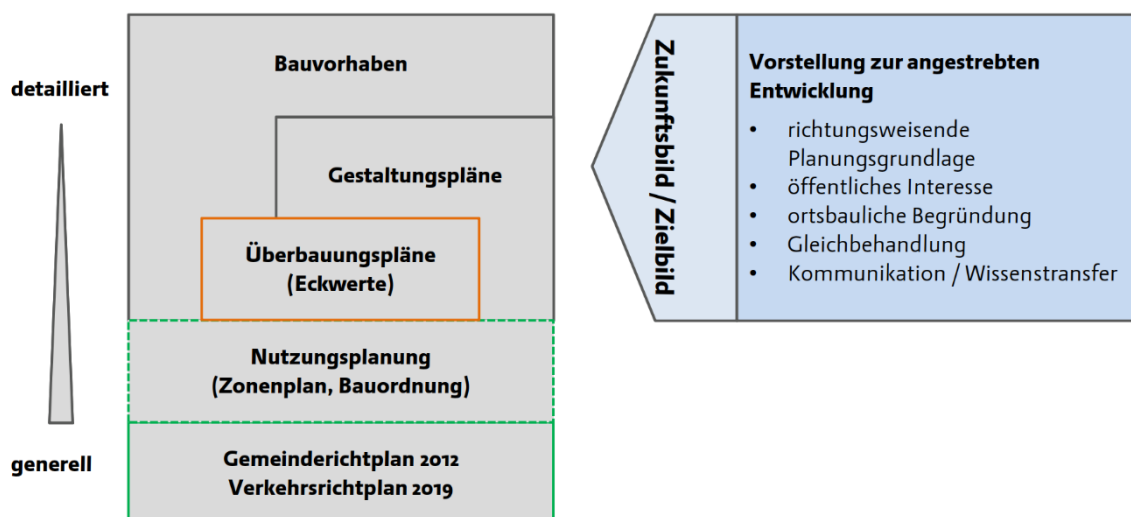 detailliert
generell
Bauvorhaben
Gestaltungspläne
Überbauungspläne
(Eckwerte)
Nutzungsplanung
(Zonenplan, Bauordnung)
Gemeinderichtplan 2012
Verkehrsrichtplan 2019
Zukunftsbild / Zielbild
Vorstellung zur angestrebten
Entwicklung
• richtungsweisende
Planungsgrundlage
• öffentliches Interesse
• ortsbauliche Begründung
• Gleichbehandlung
• Kommunikation / Wissenstransfer